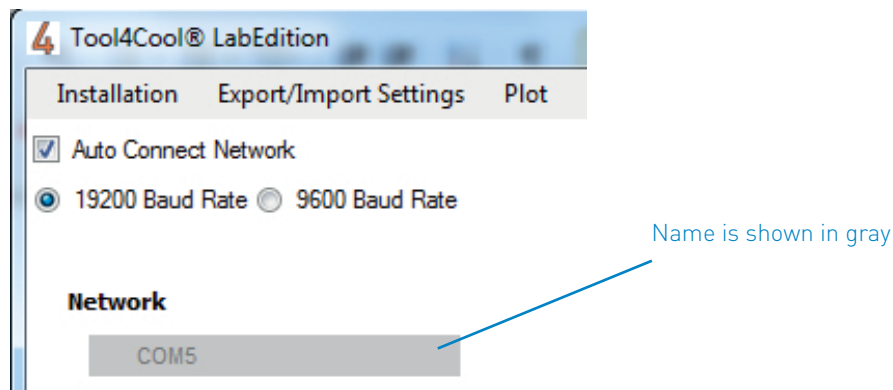 Tool4Cool® LabEdition
Installation Export/Import Settings Plot
Auto Connect Network
19200 Baud Rate 9600 Baud Rate
Name is shown in gray
Network
COM5